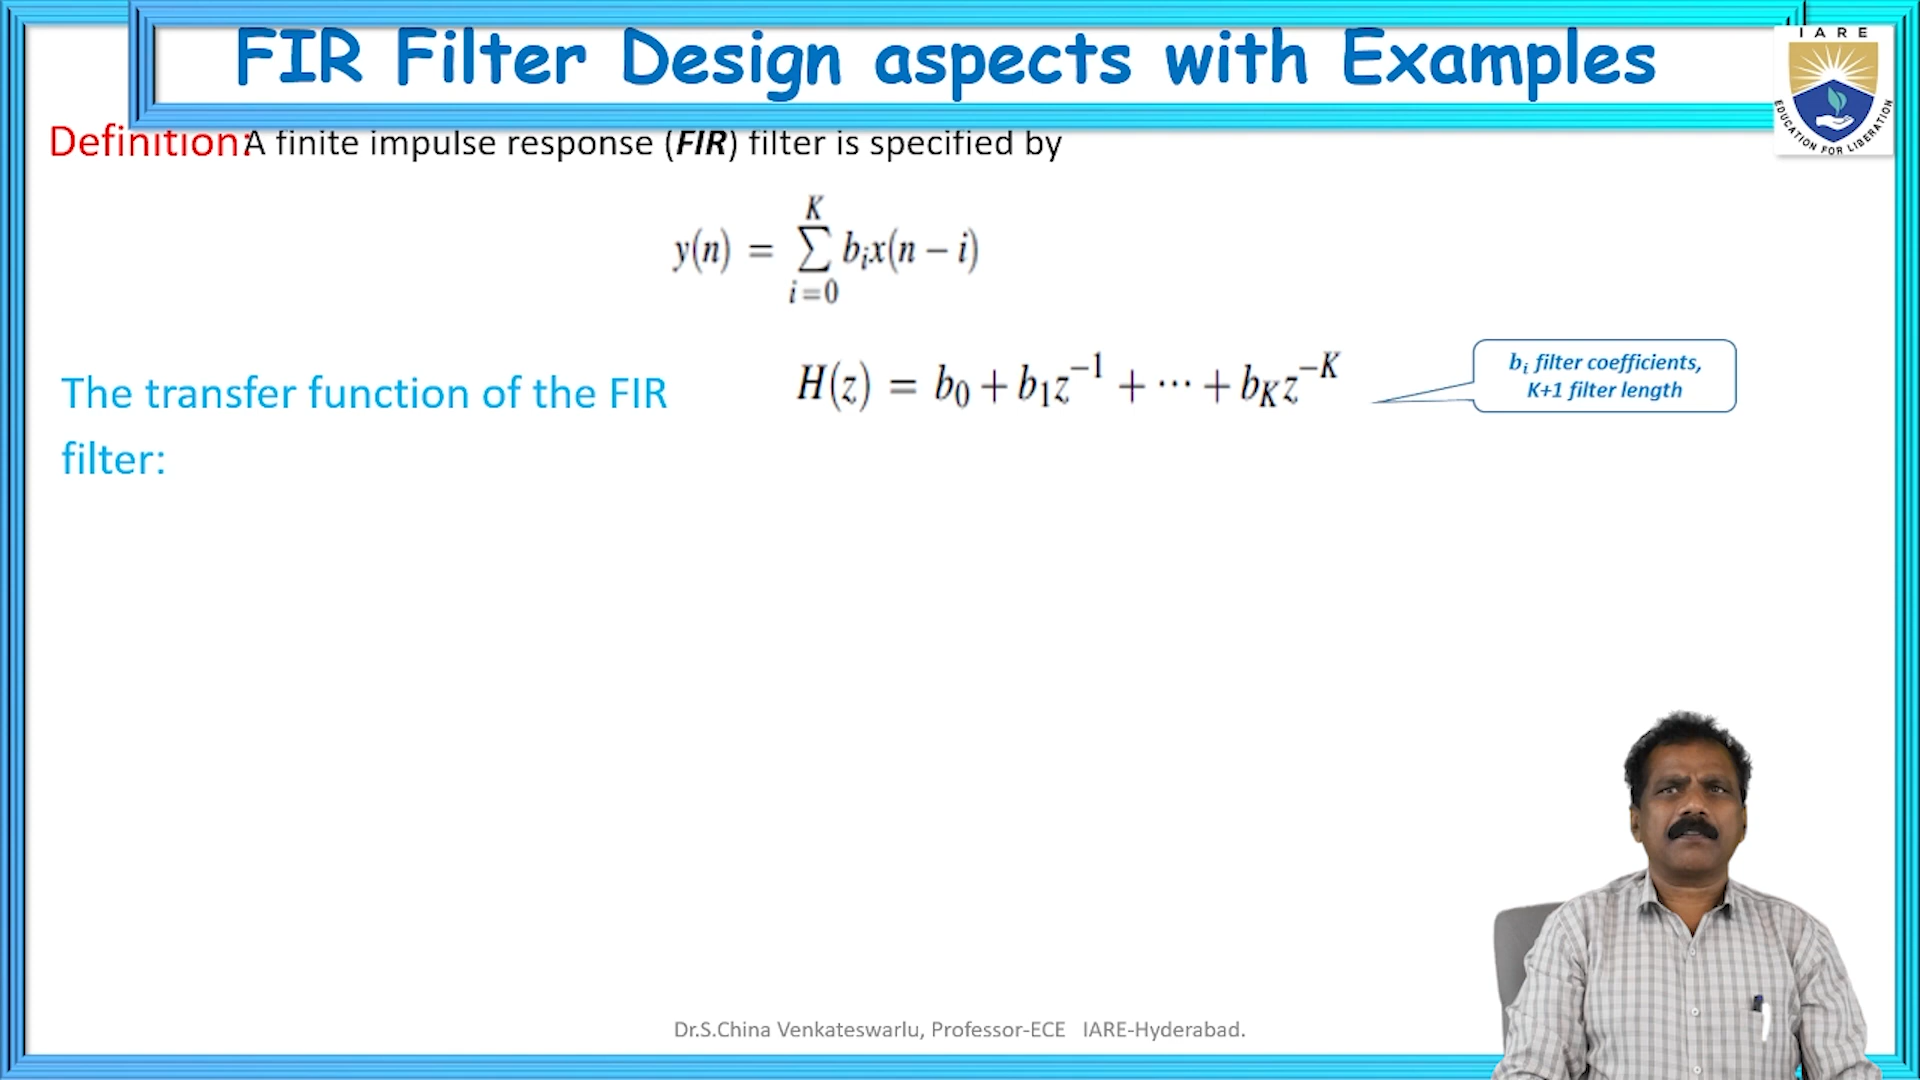 FIR Filter Design aspects with Examples
IARE
EDUCATION FOR LIBERATION
Definition: A finite impulse response (FIR) filter is specified by
y(n) = ∑_{i=0}^{K} b_i x(n − i)
The transfer function of the FIR
filter:
H(z) = b_0 + b_1 z^{−1} + ⋯ + b_K z^{−K}
b_i filter coefficients,
K+1 filter length
Dr.S.China Venkateswarlu, Professor-ECE IARE-Hyderabad.